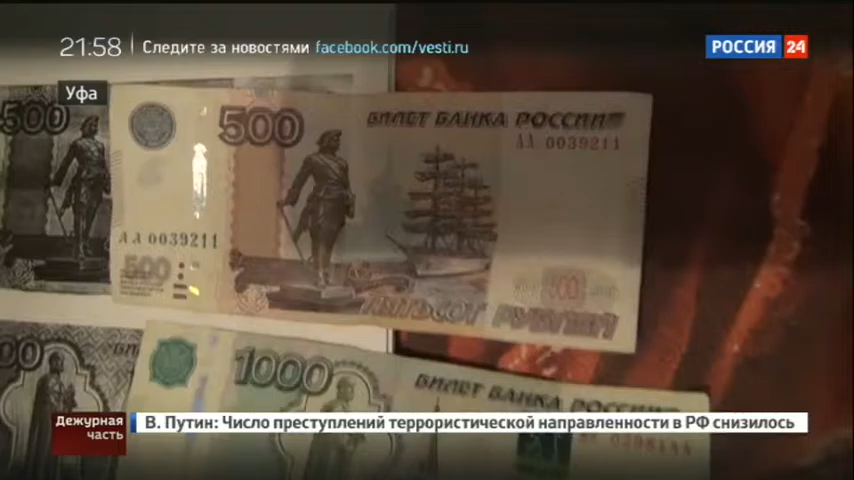 21:58
Следите за новостями facebook.com/vesti.ru
РОССИЯ 24
Уфа
500
500
БИЛЕТ БАНКА РОССИИ
АА 0039211
АА 0039211
500
500
ПЯТЬСОТ РУБЛЕЙ
1000
БИЛЕТ БАНКА РОССИИ
Дежурная
часть
В. Путин: Число преступлений террористической направленности в РФ снизилось